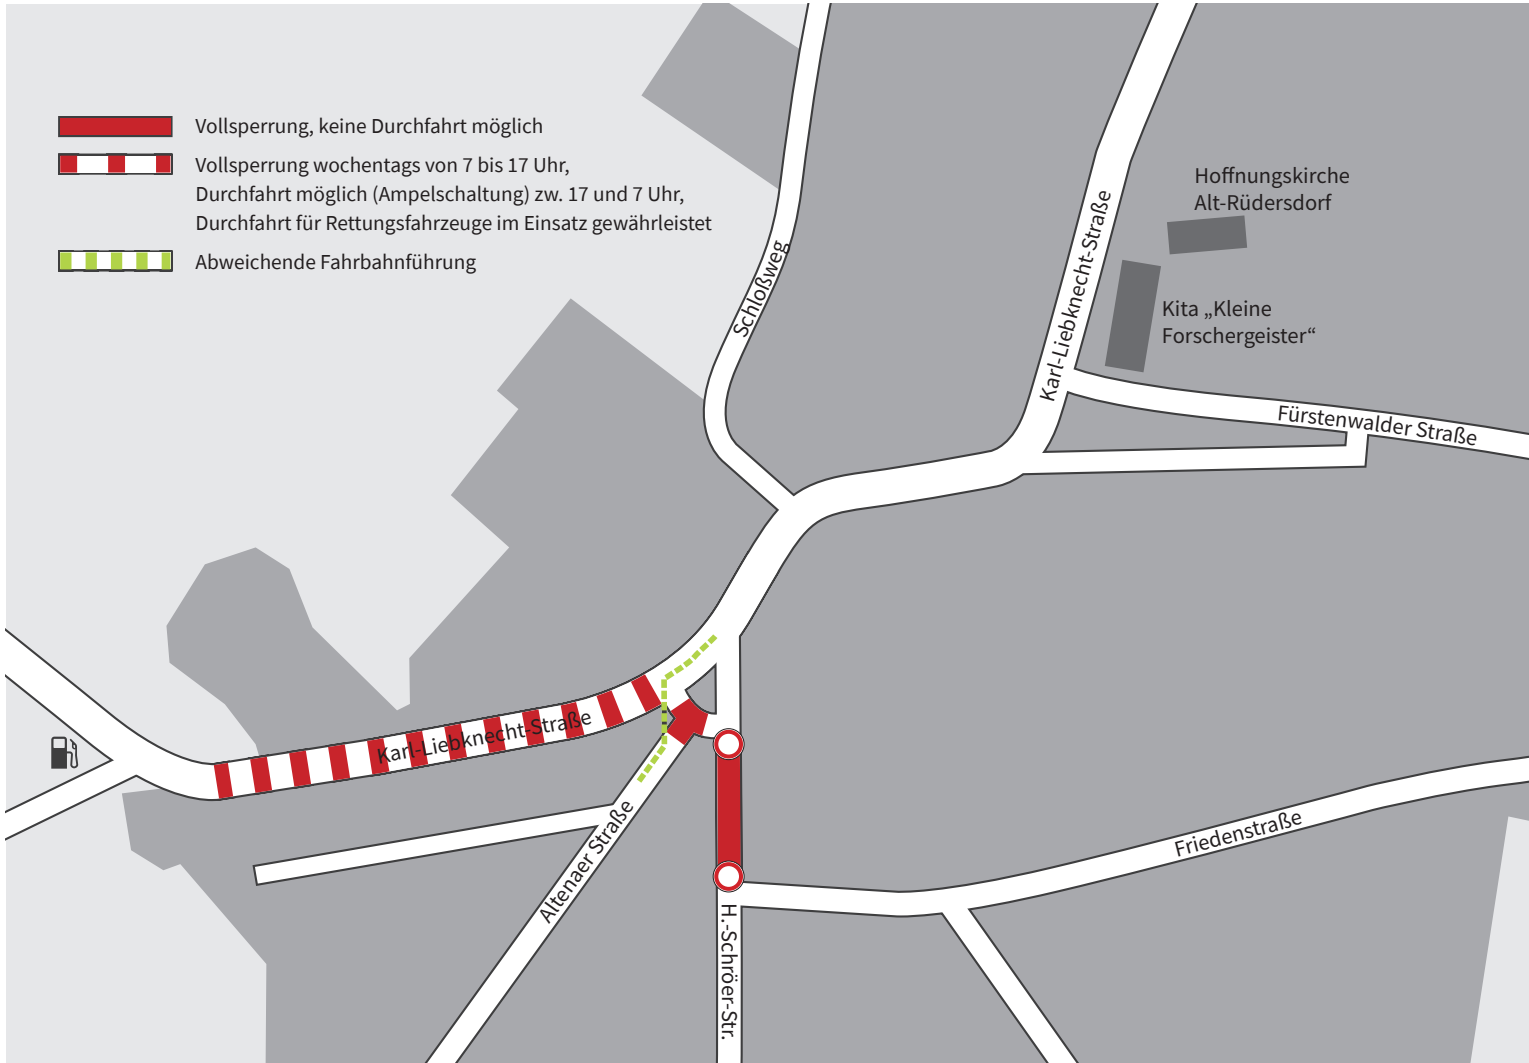 Vollsperrung, keine Durchfahrt möglich
Vollsperrung wochentags von 7 bis 17 Uhr,
Durchfahrt möglich (Ampelschaltung) zw. 17 und 7 Uhr,
Durchfahrt für Rettungsfahrzeuge im Einsatz gewährleistet
Abweichende Fahrbahnführung
Schloßweg
Karl-Liebknecht-Straße
Hoffnungskirche
Alt-Rüdersdorf
Kita „Kleine
Forschergeister“
Fürstenwalder Straße
Karl-Liebknecht-Straße
Altenaer Straße
H.-Schröer-Str.
Friedenstraße